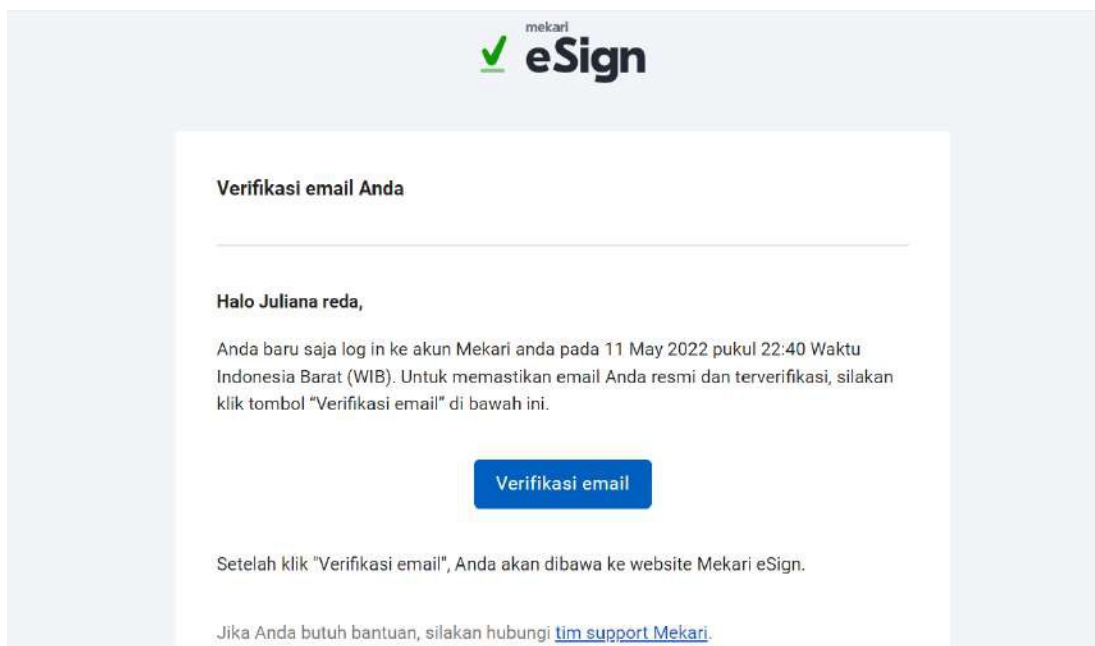 mekari
eSign
Verifikasi email Anda
Halo Juliana reda,
Anda baru saja log in ke akun Mekari anda pada 11 May 2022 pukul 22:40 Waktu
Indonesia Barat (WIB). Untuk memastikan email Anda resmi dan terverifikasi, silakan
klik tombol “Verifikasi email” di bawah ini.
Verifikasi email
Setelah klik "Verifikasi email", Anda akan dibawa ke website Mekari eSign.
Jika Anda butuh bantuan, silakan hubungi tim support Mekari.